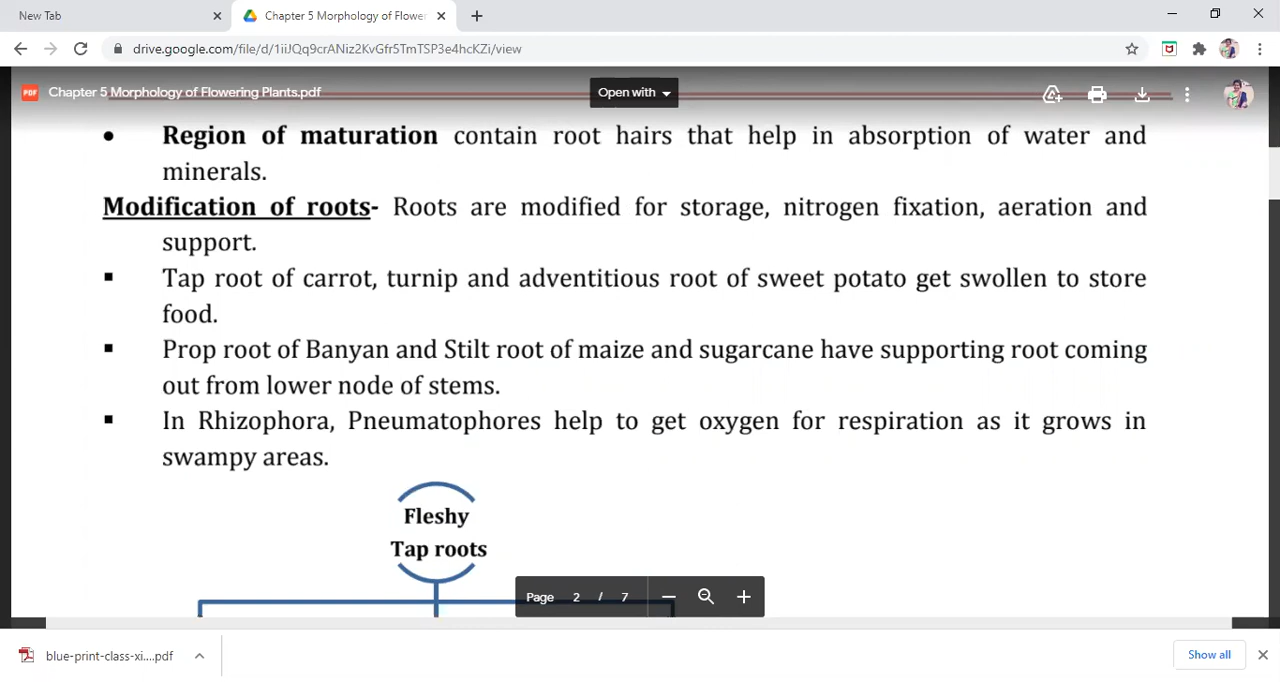 New Tab
Chapter 5 Morphology of Flower
drive.google.com/file/d/1iiJQq9crANiz2KvGfr5TmTSP3e4hcKZi/view
PDF Chapter 5 Morphology of Flowering Plants.pdf
Open with
• Region of maturation contain root hairs that help in absorption of water and
minerals.
Modification of roots- Roots are modified for storage, nitrogen fixation, aeration and
support.
▪ Tap root of carrot, turnip and adventitious root of sweet potato get swollen to store
food.
▪ Prop root of Banyan and Stilt root of maize and sugarcane have supporting root coming
out from lower node of stems.
▪ In Rhizophora, Pneumatophores help to get oxygen for respiration as it grows in
swampy areas.
Fleshy
Tap roots
Page 2 / 7
blue-print-class-xi....pdf
Show all